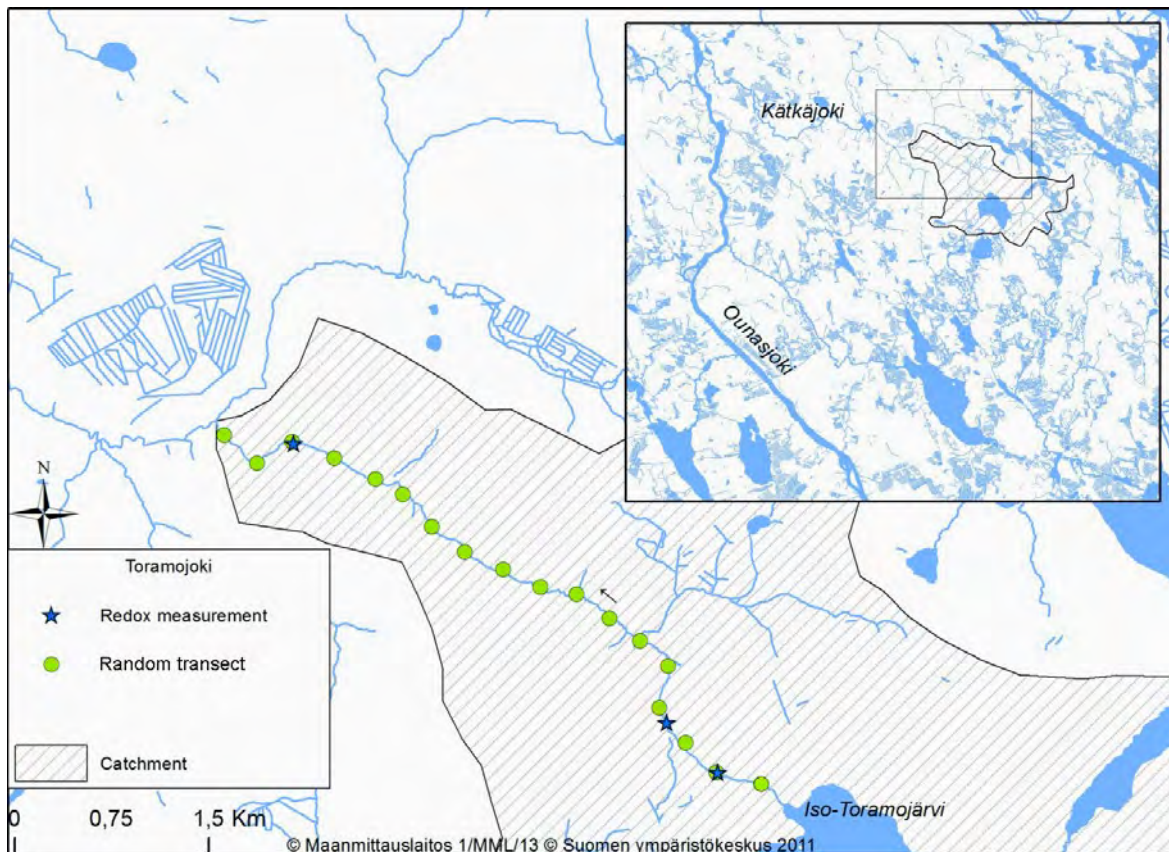 Kätkäjoki
Ounasjoki
N
Toramojoki
Redox measurement
Random transect
Catchment
Iso-Toramojärvi
0 0,75 1,5 Km
© Maanmittauslaitos 1/MML/13 © Suomen ympäristökeskus 2011